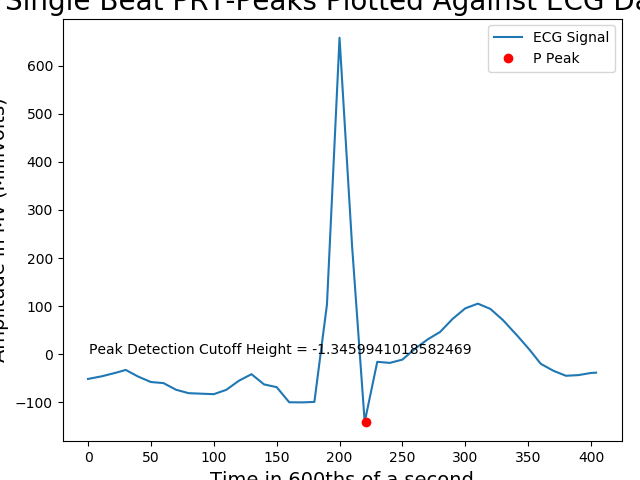 Single Beat PRT-Peaks Plotted Against ECG Da
ECG Signal
P Peak
Amplitude in MV (Millivolts)
600
500
400
300
200
100
0
−100
Peak Detection Cutoff Height = -1.3459941018582469
0
50
100
150
200
250
300
350
400
Time in 600ths of a second